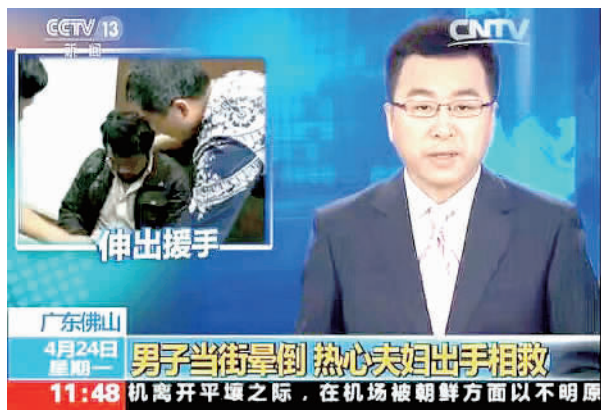 CCTV 13
新闻
CNTV
伸出援手
广东佛山
4月24日
星期一
男子当街晕倒 热心夫妇出手相救
11:48
机离开平壤之际，在机场被朝鲜方面以不明原